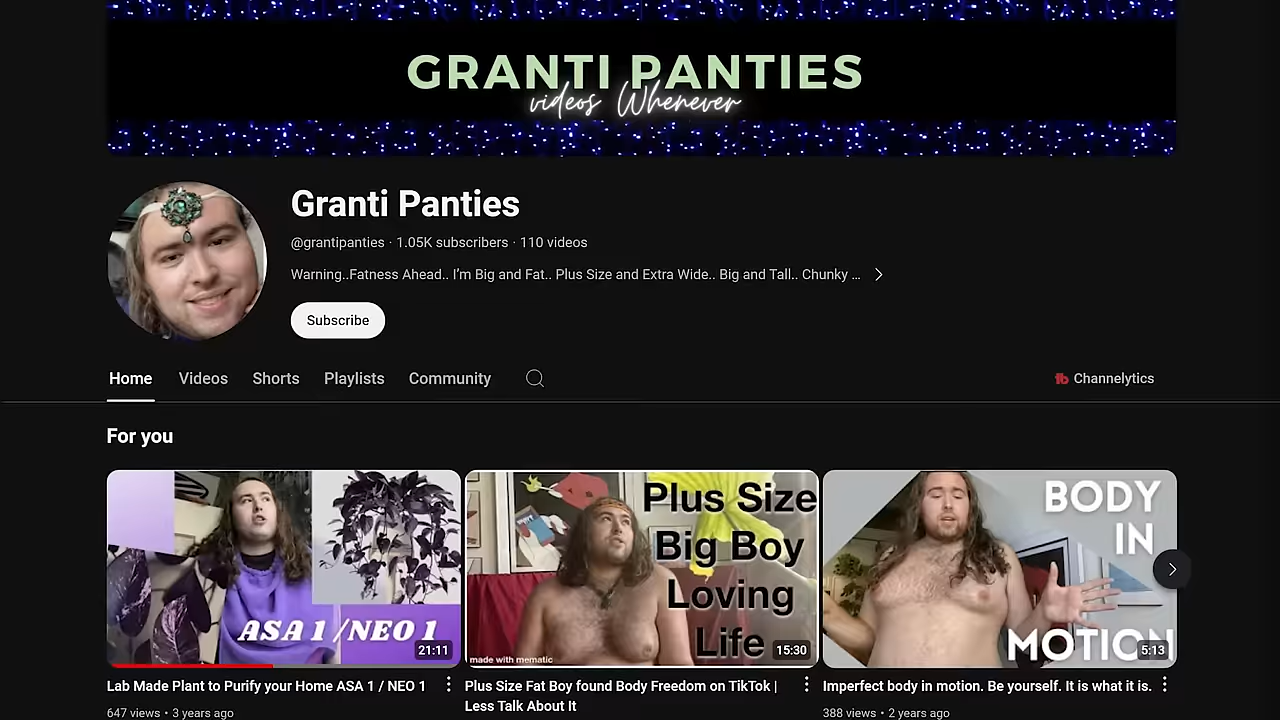 GRANTI PANTIES
videos Whenever
Granti Panties
@grantipanties · 1.05K subscribers · 110 videos
Warning..Fatness Ahead.. I'm Big and Fat.. Plus Size and Extra Wide.. Big and Tall.. Chunky ...
Subscribe
Home Videos Shorts Playlists Community
Channelytics
For you
ASA 1 / NEO 1
21:11
Plus Size
Big Boy
Loving
Life
made with mematic
15:30
BODY
IN
MOTION
5:13
Lab Made Plant to Purify your Home ASA 1 / NEO 1
647 views • 3 years ago
Plus Size Fat Boy found Body Freedom on TikTok |
Less Talk About It
Imperfect body in motion. Be yourself. It is what it is.
388 views • 2 years ago